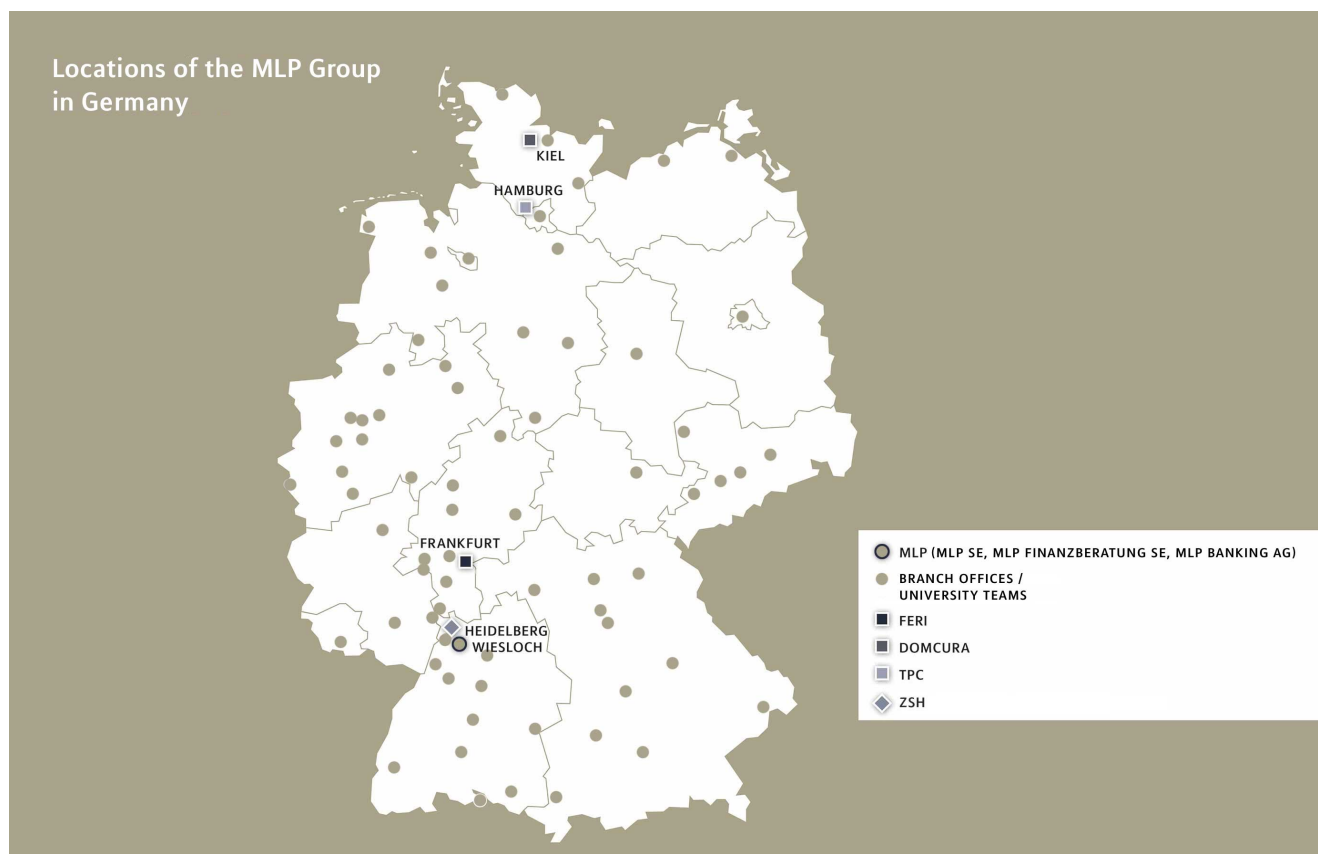 Locations of the MLP Group
in Germany
KIEL
HAMBURG
FRANKFURT
HEIDELBERG
WIESLOCH
MLP (MLP SE, MLP FINANZBERATUNG SE, MLP BANKING AG)
BRANCH OFFICES /
UNIVERSITY TEAMS
FERI
DOMCURA
TPC
ZSH